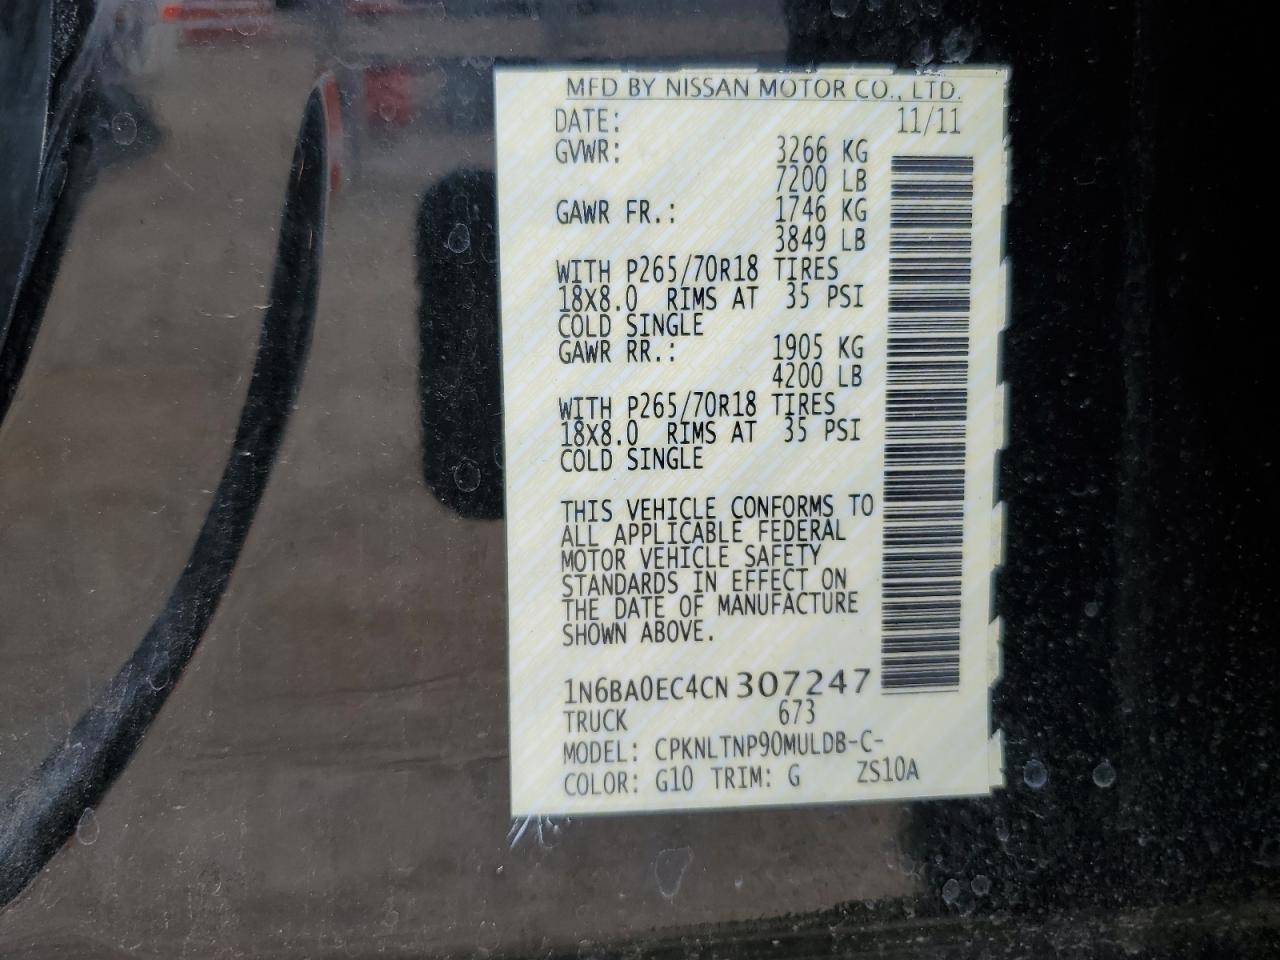 MFD BY NISSAN MOTOR CO., LTD.
DATE: 11/11
GVWR: 3266 KG
7200 LB
GAWR FR.: 1746 KG
3849 LB
WITH P265/70R18 TIRES
18X8.0 RIMS AT 35 PSI
COLD SINGLE
GAWR RR.: 1905 KG
4200 LB
WITH P265/70R18 TIRES
18X8.0 RIMS AT 35 PSI
COLD SINGLE
THIS VEHICLE CONFORMS TO
ALL APPLICABLE FEDERAL
MOTOR VEHICLE SAFETY
STANDARDS IN EFFECT ON
THE DATE OF MANUFACTURE
SHOWN ABOVE.
1N6BA0EC4CN307247
TRUCK 673
MODEL: CPKNLTNP90MULDB-C-
COLOR: G10 TRIM: G ZS10A